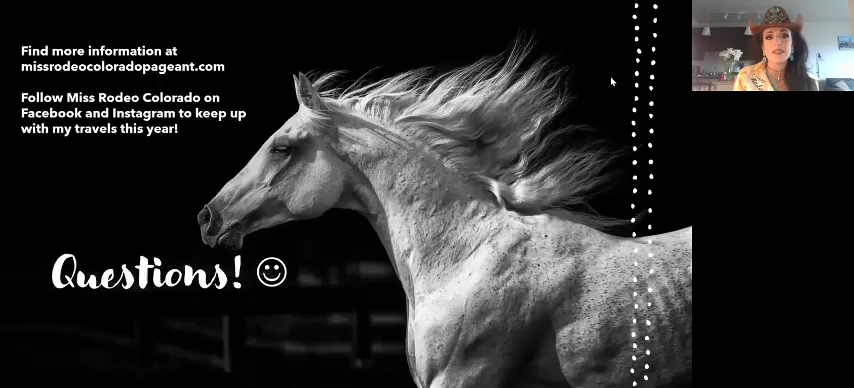 Find more information at
missrodeocoloradopageant.com
Follow Miss Rodeo Colorado on
Facebook and Instagram to keep up
with my travels this year!
Questions! ☺